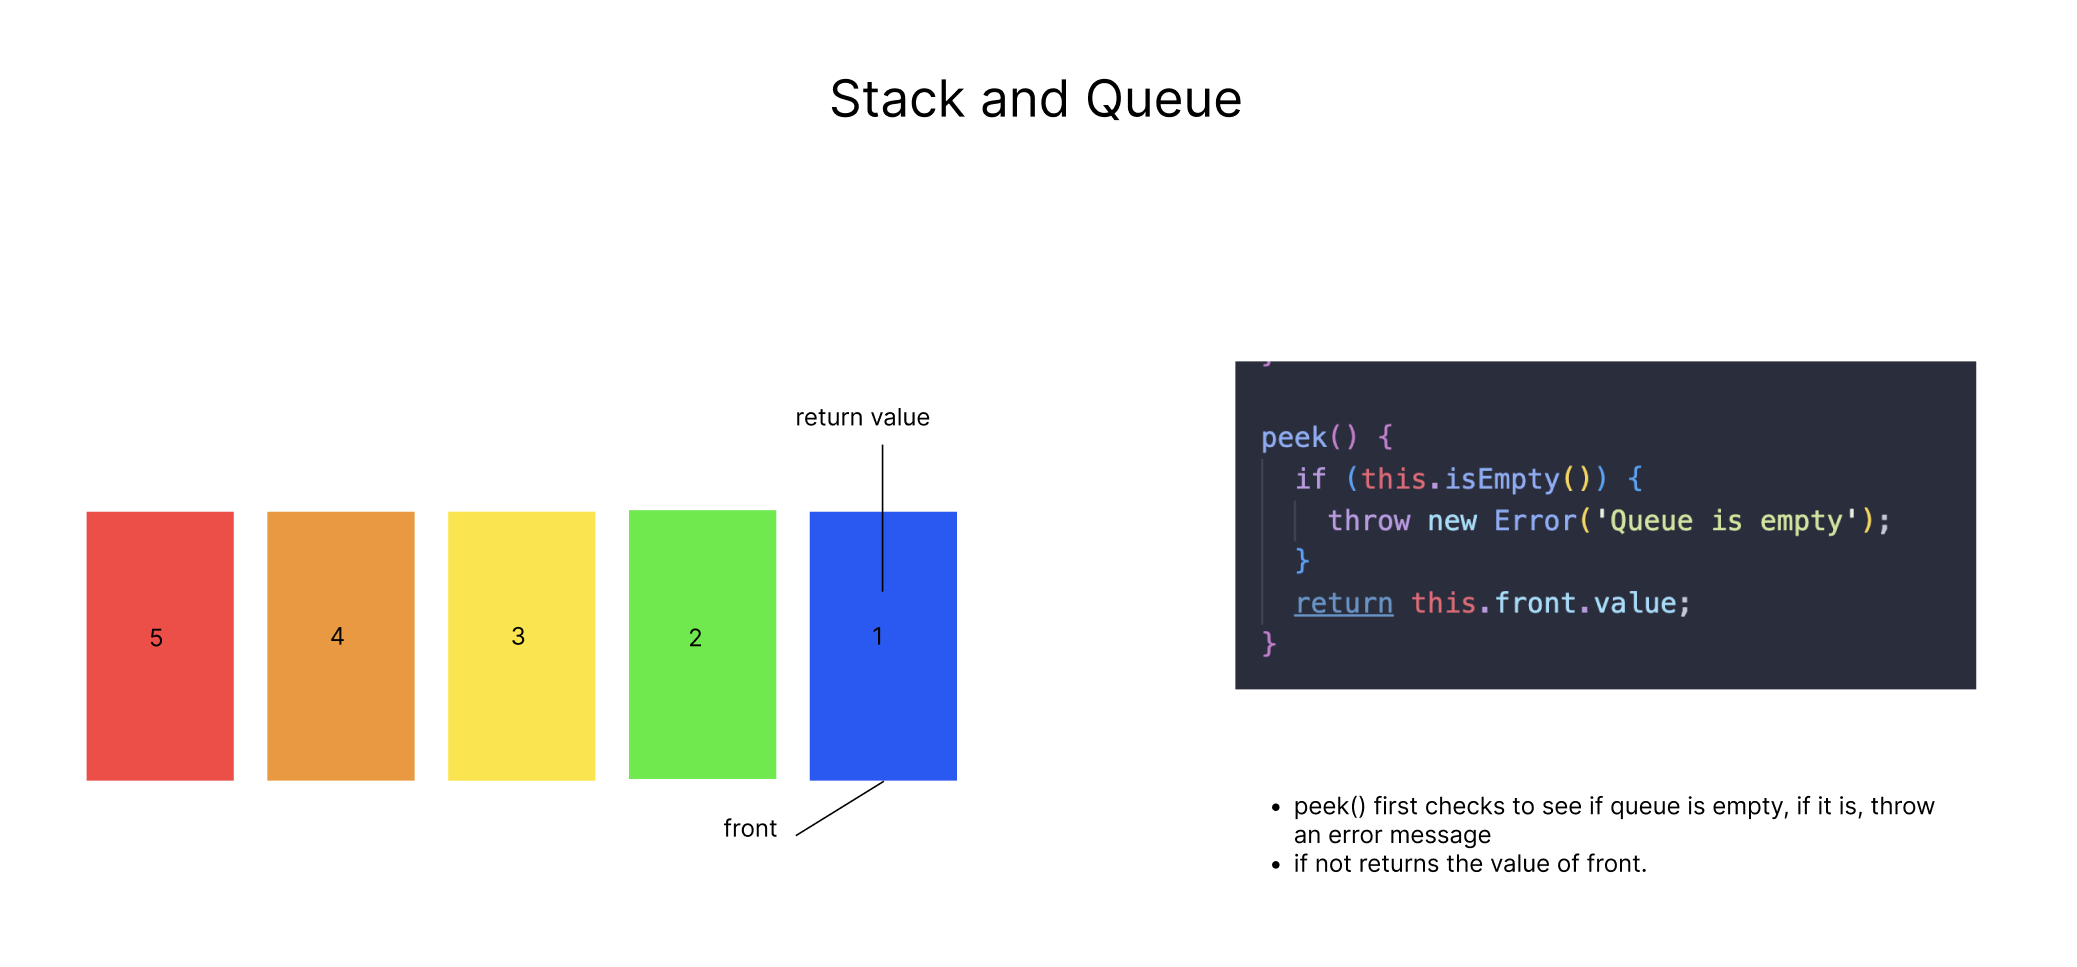 Stack and Queue
return value
5
4
3
2
1
front
}
peek() {
if (this.isEmpty()) {
throw new Error('Queue is empty');
}
return this.front.value;
}
• peek() first checks to see if queue is empty, if it is, throw
an error message
• if not returns the value of front.